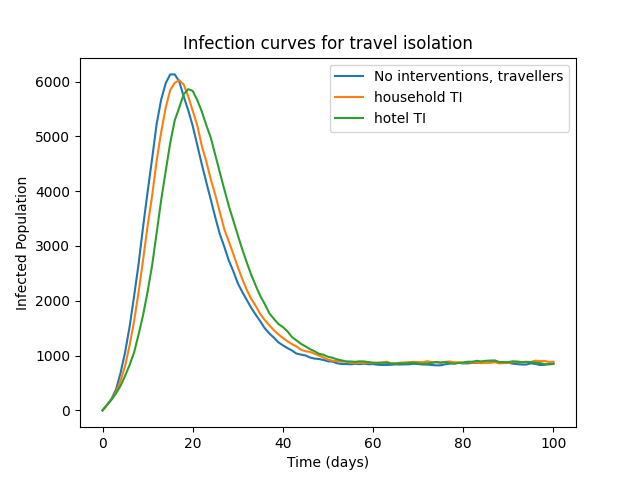 Infection curves for travel isolation
No interventions, travellers
household TI
hotel TI
Infected Population
6000
5000
4000
3000
2000
1000
0
0 20 40 60 80 100
Time (days)